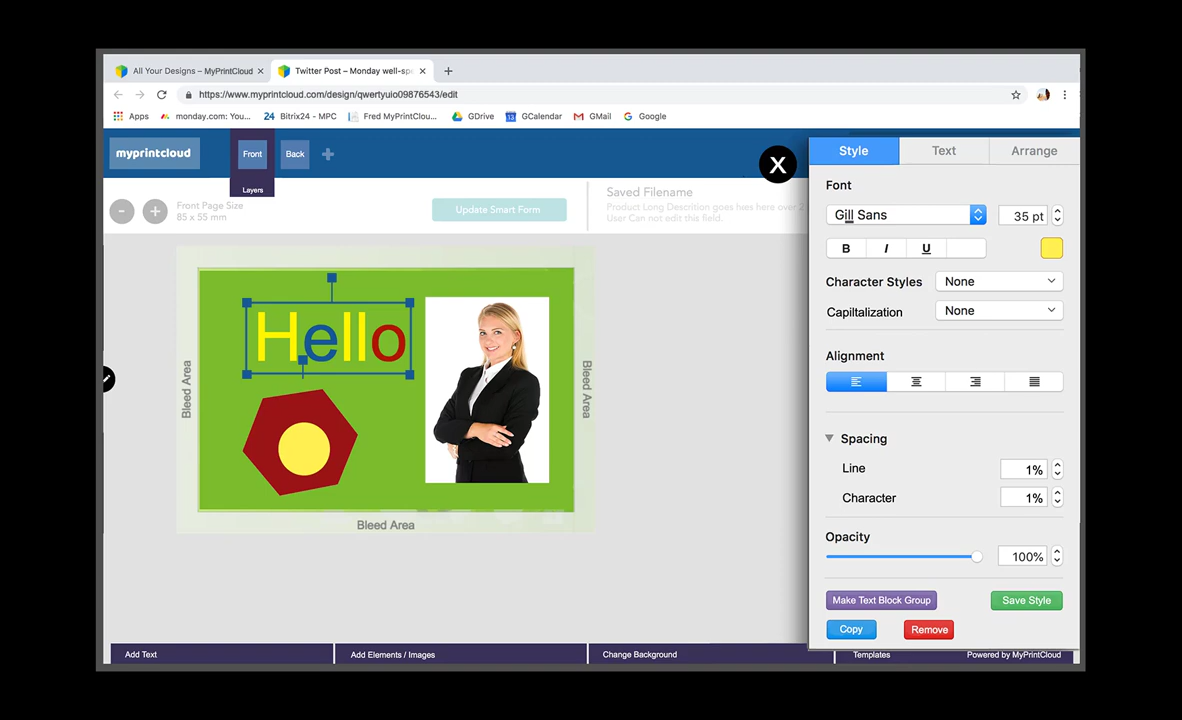 All Your Designs – MyPrintCloud
Twitter Post – Monday well-spo
https://www.myprintcloud.com/design/qwertyuio09876543/edit
Apps
monday.com: You...
24 Bitrix24 - MPC
Fred MyPrintClou...
GDrive
GCalendar
GMail
Google
myprintcloud
Front
Back
Layers
X
Style
Text
Arrange
Front Page Size
85 x 55 mm
Update Smart Form
Saved Filename
Product Long Descrition goes hies here over 2
User Can not edit this field.
Font
Gill Sans
35 pt
B
I
U
Character Styles
None
Capiltalization
None
Alignment
Spacing
Line
1%
Character
1%
Opacity
100%
Make Text Block Group
Save Style
Copy
Remove
Hello
Bleed Area
Bleed Area
Bleed Area
Add Text
Add Elements / Images
Change Background
Templates
Powered by MyPrintCloud